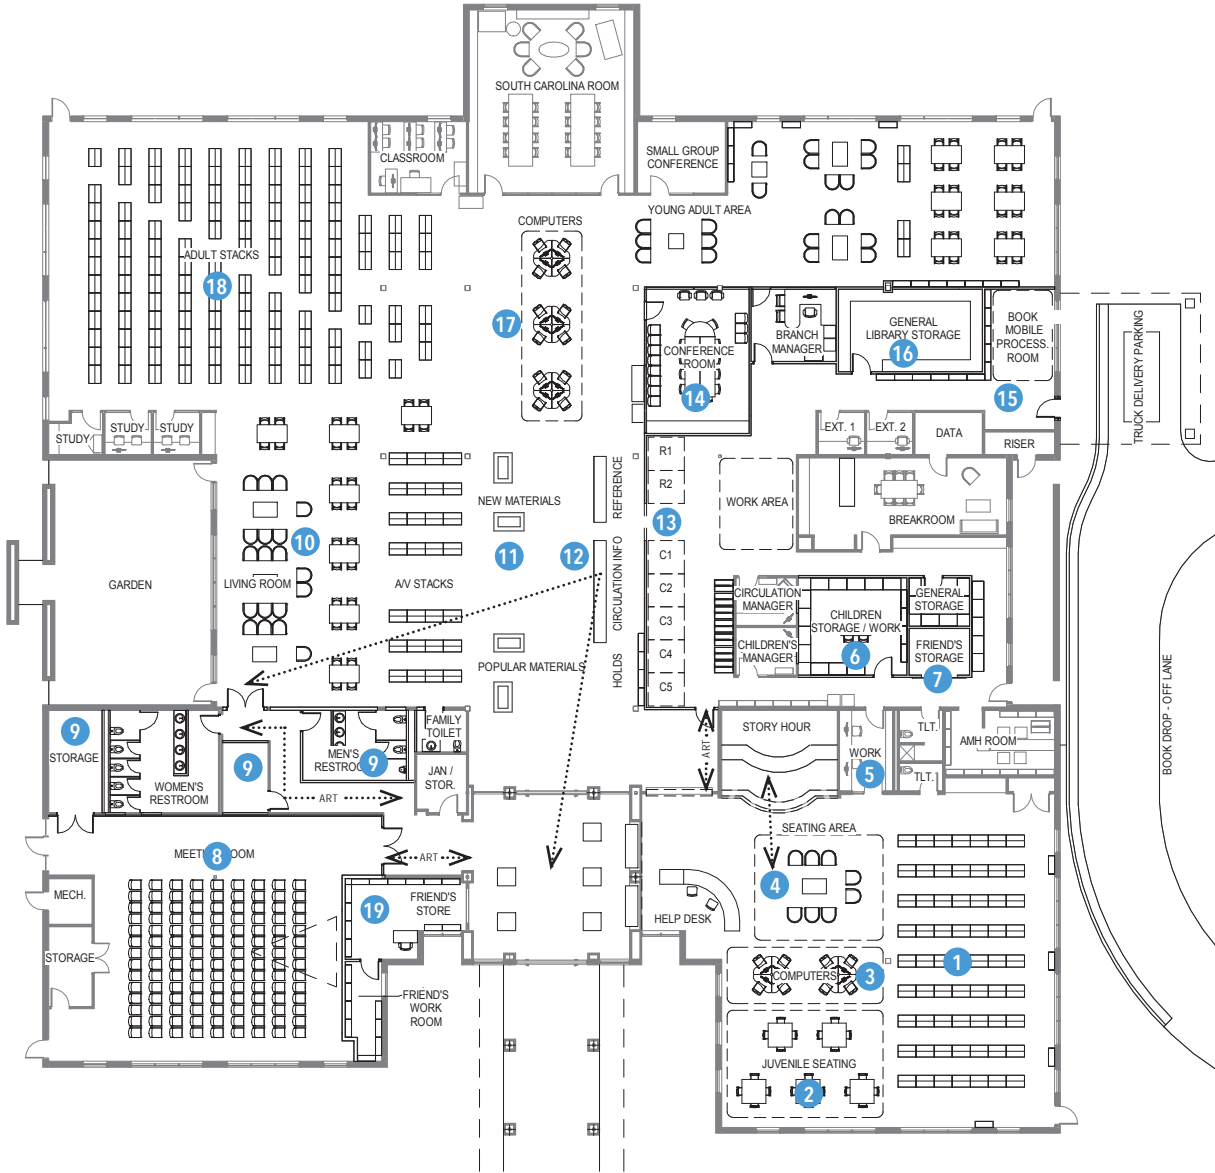 SOUTH CAROLINA ROOM
CLASSROOM
SMALL GROUP
CONFERENCE
COMPUTERS
YOUNG ADULT AREA
ADULT STACKS
18
17
CONFERENCE
ROOM
14
BRANCH
MANAGER
GENERAL
LIBRARY STORAGE
16
BOOK
MOBILE
PROCESS.
ROOM
15
TRUCK DELIVERY PARKING
STUDY
STUDY
STUDY
EXT. 1
EXT. 2
DATA
RISER
R1
R2
REFERENCE
NEW MATERIALS
WORK AREA
BREAKROOM
13
10
11
12
CIRCULATION INFO
C1
C2
C3
C4
C5
GARDEN
LIVING ROOM
A/V STACKS
CIRCULATION
MANAGER
CHILDREN
STORAGE / WORK
GENERAL
STORAGE
CHILDREN'S
MANAGER
6
FRIEND'S
STORAGE
7
POPULAR MATERIALS
HOLDS
BOOK DROP - OFF LANE
9
STORAGE
WOMEN'S
RESTROOM
9
MEN'S
RESTROOM
9
FAMILY
TOILET
JAN /
STOR.
ART
ART
STORY HOUR
WORK
5
TLT.
TLT.
AMH ROOM
MEETING ROOM
8
ART
SEATING AREA
4
MECH.
STORAGE
19
FRIEND'S
STORE
HELP DESK
FRIEND'S
WORK
ROOM
COMPUTERS
3
1
JUVENILE SEATING
2